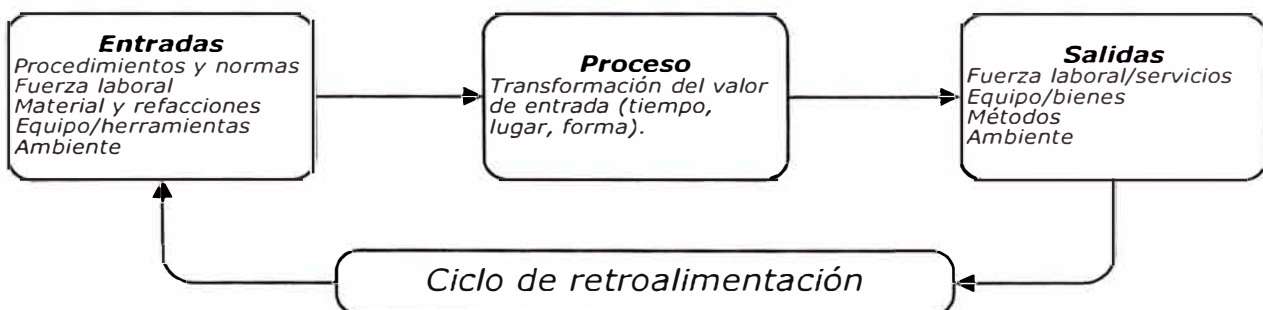 Entradas
Procedimientos y normas
Fuerza laboral
Material y refacciones
Equipo/herramientas
Ambiente
Proceso
Transformación del valor
de entrada (tiempo,
lugar, forma).
Salidas
Fuerza laboral/servicios
Equipo/bienes
Métodos
Ambiente
Ciclo de retroalimentación